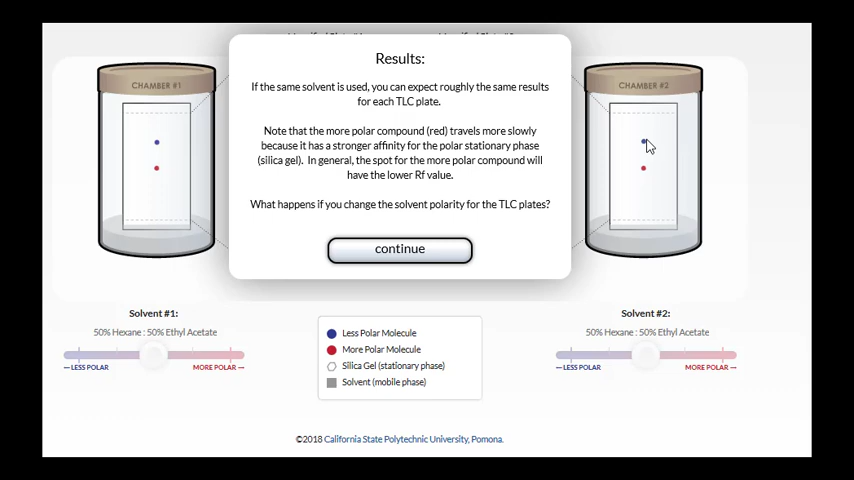 Results:
If the same solvent is used, you can expect roughly the same results
for each TLC plate.
Note that the more polar compound (red) travels more slowly
because it has a stronger affinity for the polar stationary phase
(silica gel). In general, the spot for the more polar compound will
have the lower Rf value.
What happens if you change the solvent polarity for the TLC plates?
continue
CHAMBER #1
CHAMBER #2
Solvent #1:
50% Hexane : 50% Ethyl Acetate
←LESS POLAR
MORE POLAR→
Less Polar Molecule
More Polar Molecule
Silica Gel (stationary phase)
Solvent (mobile phase)
Solvent #2:
50% Hexane : 50% Ethyl Acetate
←LESS POLAR
MORE POLAR→
©2018 California State Polytechnic University, Pomona.